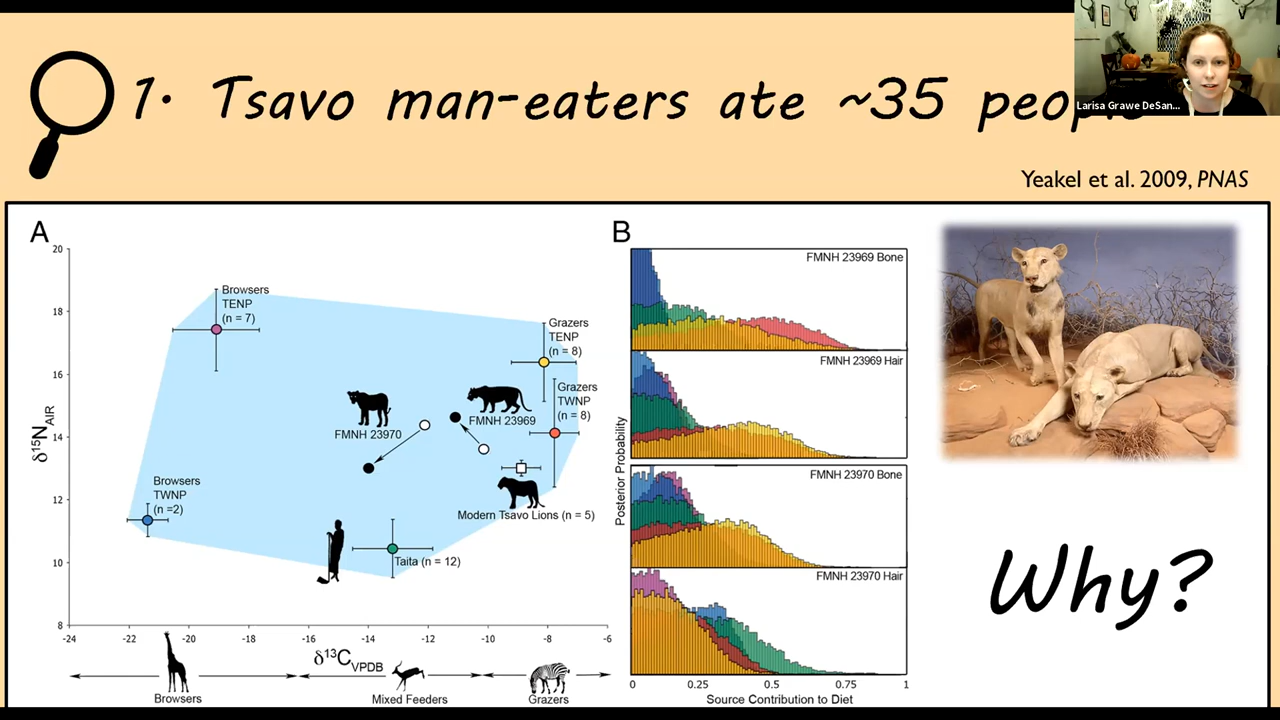 1. Tsavo man-eaters ate ~35 people
Larisa Grawe DeSan...
Yeakel et al. 2009, PNAS
A
20
18
16
14
12
10
8
δ15NAIR
Browsers
TENP
(n = 7)
Grazers
TENP
(n = 8)
Grazers
TWNP
(n = 8)
FMNH 23969
FMNH 23970
Browsers
TWNP
(n =2)
Modern Tsavo Lions (n = 5)
Taita (n = 12)
-24
-22
-20
-18
-16
-14
-12
-10
-8
-6
δ13CVPDB
Browsers
Mixed Feeders
Grazers
B
FMNH 23969 Bone
FMNH 23969 Hair
FMNH 23970 Bone
FMNH 23970 Hair
Posterior Probability
0
0.25
0.5
0.75
1
Source Contribution to Diet
Why?